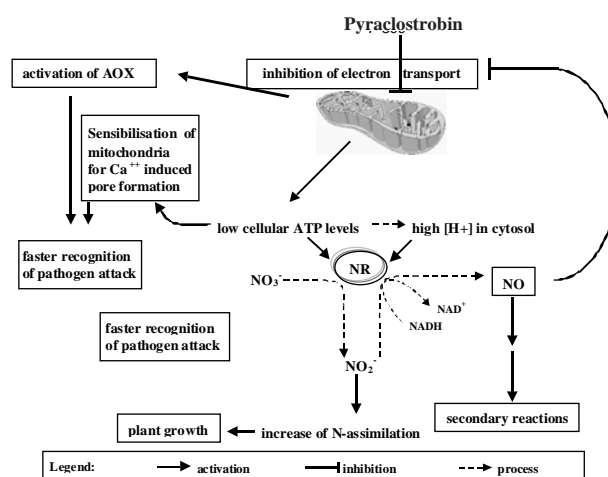 Pyraclostrobin
activation of AOX
inhibition of electron transport
Sensibilisation of
mitochondria
for Ca++ induced
pore formation
low cellular ATP levels
high [H+] in cytosol
faster recognition
of pathogen attack
NR
NO3-
NO
NAD+
NADH
faster recognition
of pathogen attack
NO2-
secondary reactions
plant growth
increase of N-assimilation
Legend:
activation
inhibition
process